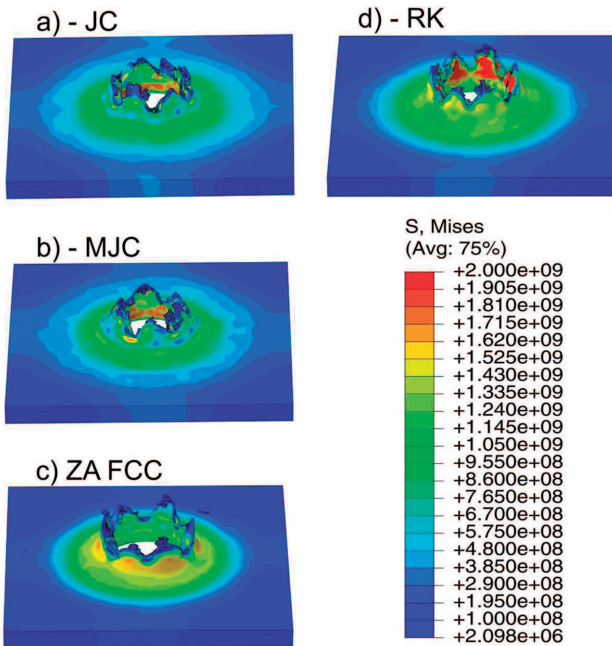 a) - JC
d) - RK
b) - MJC
c) ZA FCC
S, Mises
(Avg: 75%)
+2.000e+09
+1.905e+09
+1.810e+09
+1.715e+09
+1.620e+09
+1.525e+09
+1.430e+09
+1.335e+09
+1.240e+09
+1.145e+09
+1.050e+09
+9.550e+08
+8.600e+08
+7.650e+08
+6.700e+08
+5.750e+08
+4.800e+08
+3.850e+08
+2.900e+08
+1.950e+08
+1.000e+08
+2.098e+06